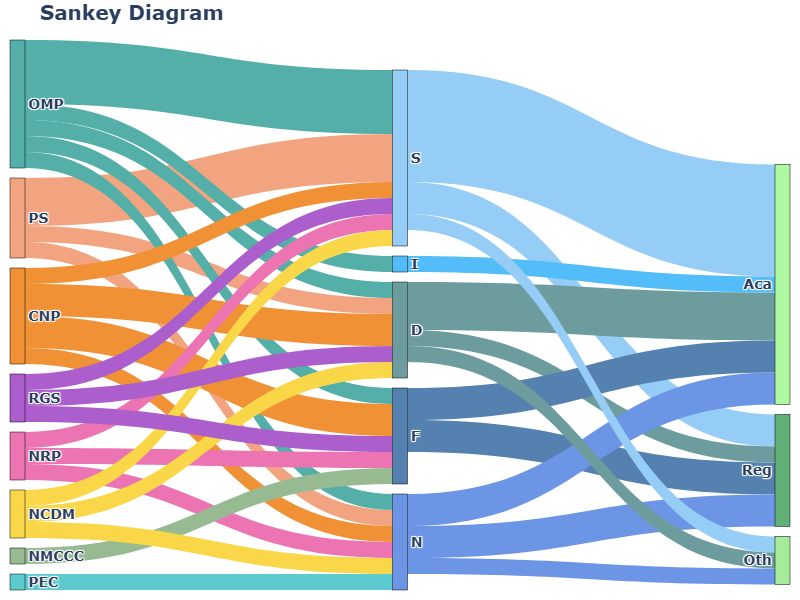 Sankey Diagram
OMP
PS
CNP
RGS
NRP
NCDM
NMCCC
PEC
S
I
D
F
N
Aca
Reg
Oth